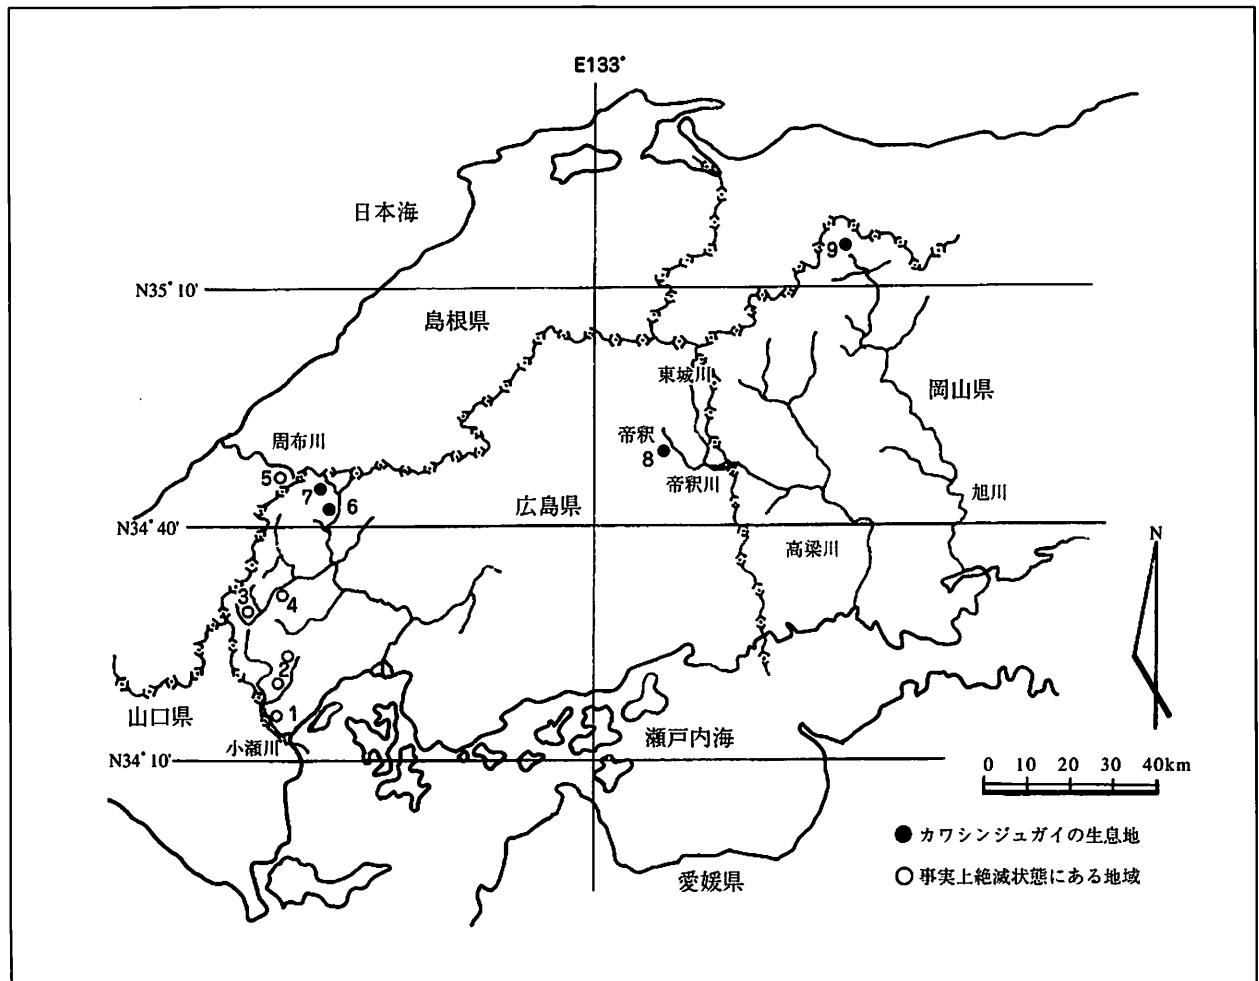 E133°
日本海
9
N35°10'
島根県
東城川
岡山県
周布川
帝釈
8
5
帝釈川
7
6
広島県
旭川
N34°40'
高梁川
N
3
4
2
1
山口県
小瀬川
瀬戸内海
N34°10'
0 10 20 30 40km
●カワシンジュガイの生息地
○事実上絶滅状態にある地域
愛媛県